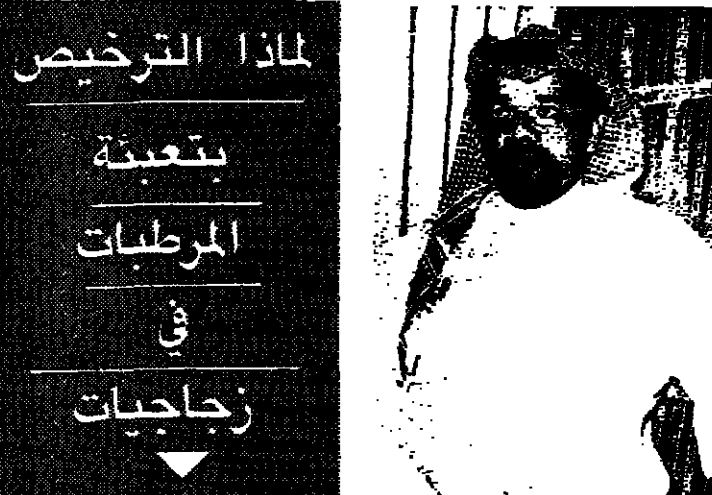 لماذا الترخيص
بتعبئة
المرطبات
في
زجاجيات